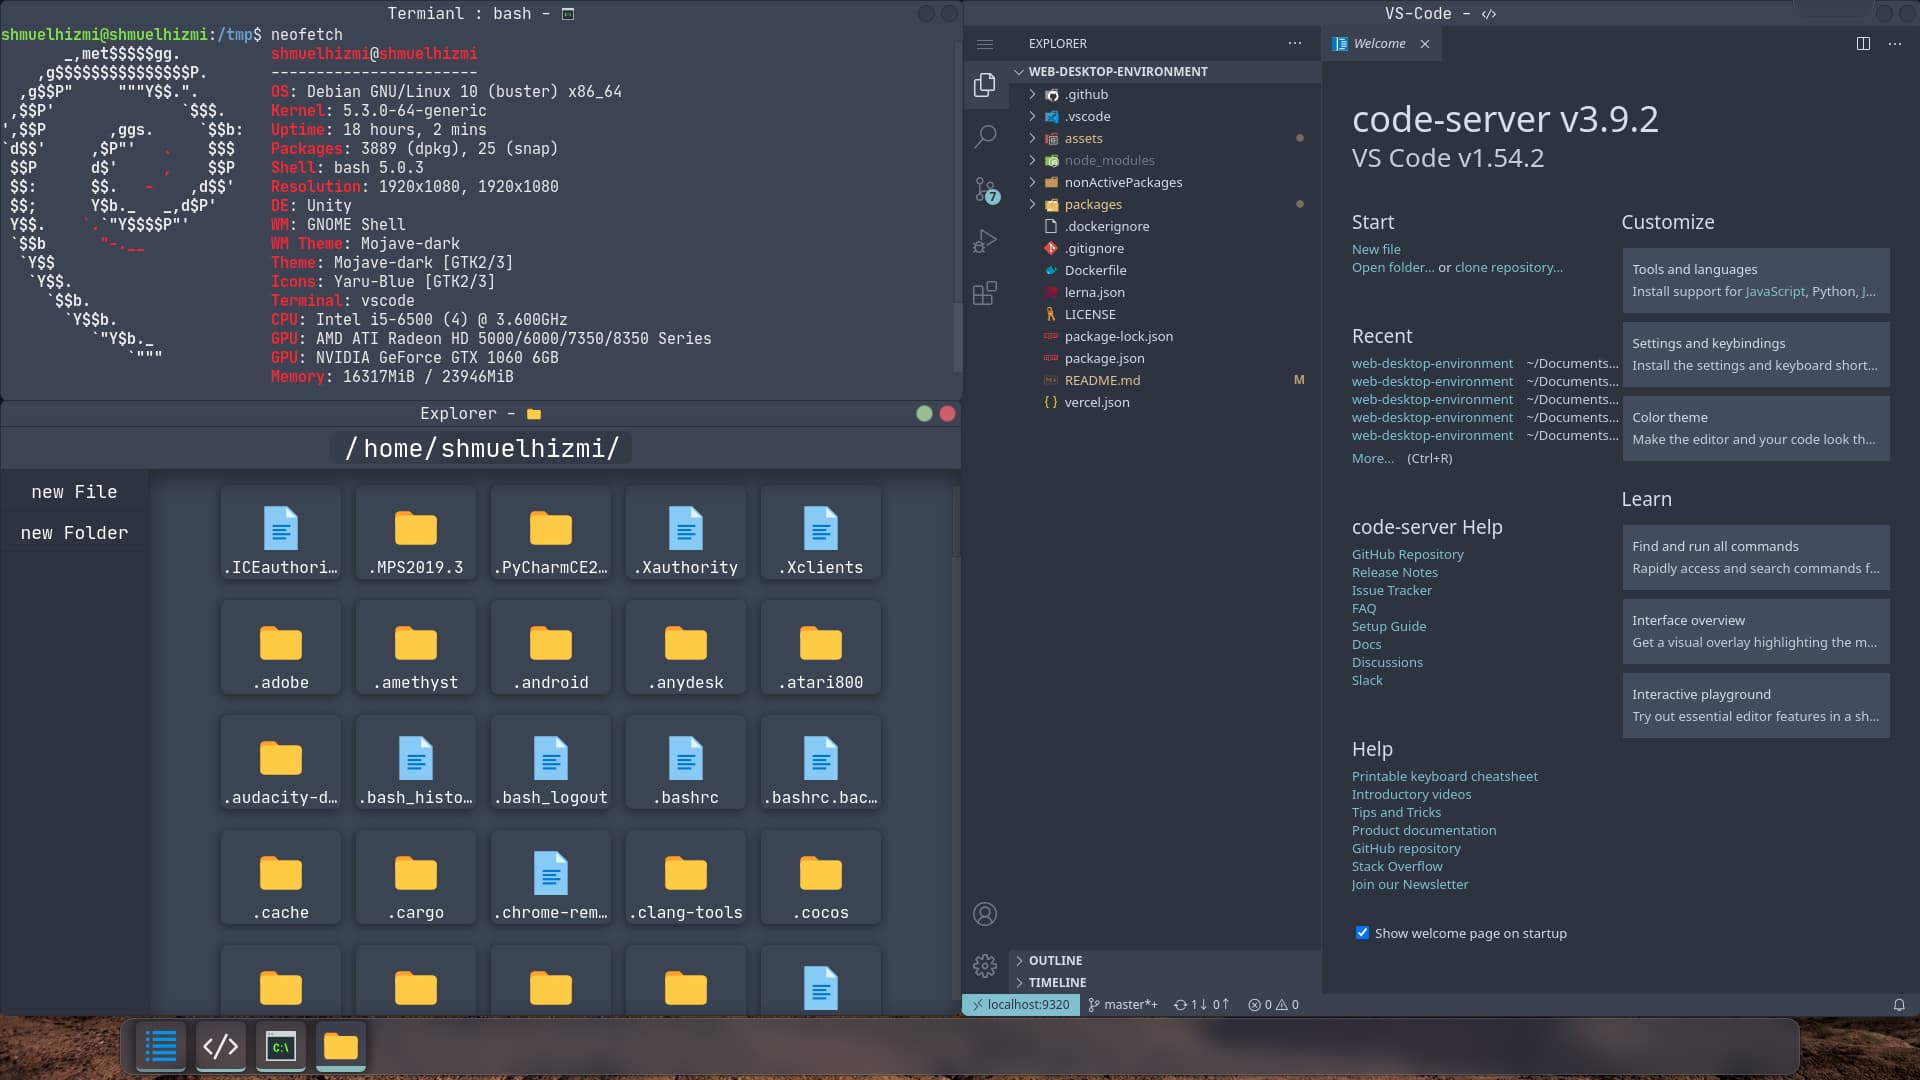 Termianl : bash -
shmuelhizmi@shmuelhizmi:/tmp$ neofetch
_,met$$$$$gg.
,g$$$$$$$$$$$$$$$P.
,g$$P"     """Y$$.".
,$$P'              `$$$.
',$$P       ,ggs.     `$$b:
`d$$'     ,$P"'   .    $$$
$$P      d$'     ,    $$P
$$:      $$.   -    ,d$$'
$$;      Y$b._   _,d$P'
Y$$.    `.`"Y$$$$P"'
`$$b      "-.__
`Y$$
`Y$$.
`$$b.
`Y$$b.
`"Y$b._
`"""
shmuelhizmi@shmuelhizmi
-----------------------
OS: Debian GNU/Linux 10 (buster) x86_64
Kernel: 5.3.0-64-generic
Uptime: 18 hours, 2 mins
Packages: 3889 (dpkg), 25 (snap)
Shell: bash 5.0.3
Resolution: 1920x1080, 1920x1080
DE: Unity
WM: GNOME Shell
WM Theme: Mojave-dark
Theme: Mojave-dark [GTK2/3]
Icons: Yaru-Blue [GTK2/3]
Terminal: vscode
CPU: Intel i5-6500 (4) @ 3.600GHz
GPU: AMD ATI Radeon HD 5000/6000/7350/8350 Series
GPU: NVIDIA GeForce GTX 1060 6GB
Memory: 16317MiB / 23946MiB
Explorer -
/home/shmuelhizmi/
new File
new Folder
.ICEauthori… .MPS2019.3 .PyCharmCE2… .Xauthority .Xclients
.adobe .amethyst .android .anydesk .atari800
.audacity-d… .bash_histo… .bash_logout .bashrc .bashrc.bac…
.cache .cargo .chrome-rem… .clang-tools .cocos
VS-Code - </>
EXPLORER ···
WEB-DESKTOP-ENVIRONMENT
.github
.vscode
assets
node_modules
nonActivePackages
packages
.dockerignore
.gitignore
Dockerfile
lerna.json
LICENSE
package-lock.json
package.json
README.md M
{ } vercel.json
7
OUTLINE
TIMELINE
Welcome
code-server v3.9.2
VS Code v1.54.2
Start
New file
Open folder... or clone repository...
Recent
web-desktop-environment ~/Documents...
web-desktop-environment ~/Documents...
web-desktop-environment ~/Documents...
web-desktop-environment ~/Documents...
web-desktop-environment ~/Documents...
More... (Ctrl+R)
code-server Help
GitHub Repository
Release Notes
Issue Tracker
FAQ
Setup Guide
Docs
Discussions
Slack
Help
Printable keyboard cheatsheet
Introductory videos
Tips and Tricks
Product documentation
GitHub repository
Stack Overflow
Join our Newsletter
Show welcome page on startup
Customize
Tools and languages
Install support for JavaScript, Python, J...
Settings and keybindings
Install the settings and keyboard short...
Color theme
Make the editor and your code look th...
Learn
Find and run all commands
Rapidly access and search commands f...
Interface overview
Get a visual overlay highlighting the m...
Interactive playground
Try out essential editor features in a sh...
localhost:9320 master*+ 1↓ 0↑ 0 0
</> C:\